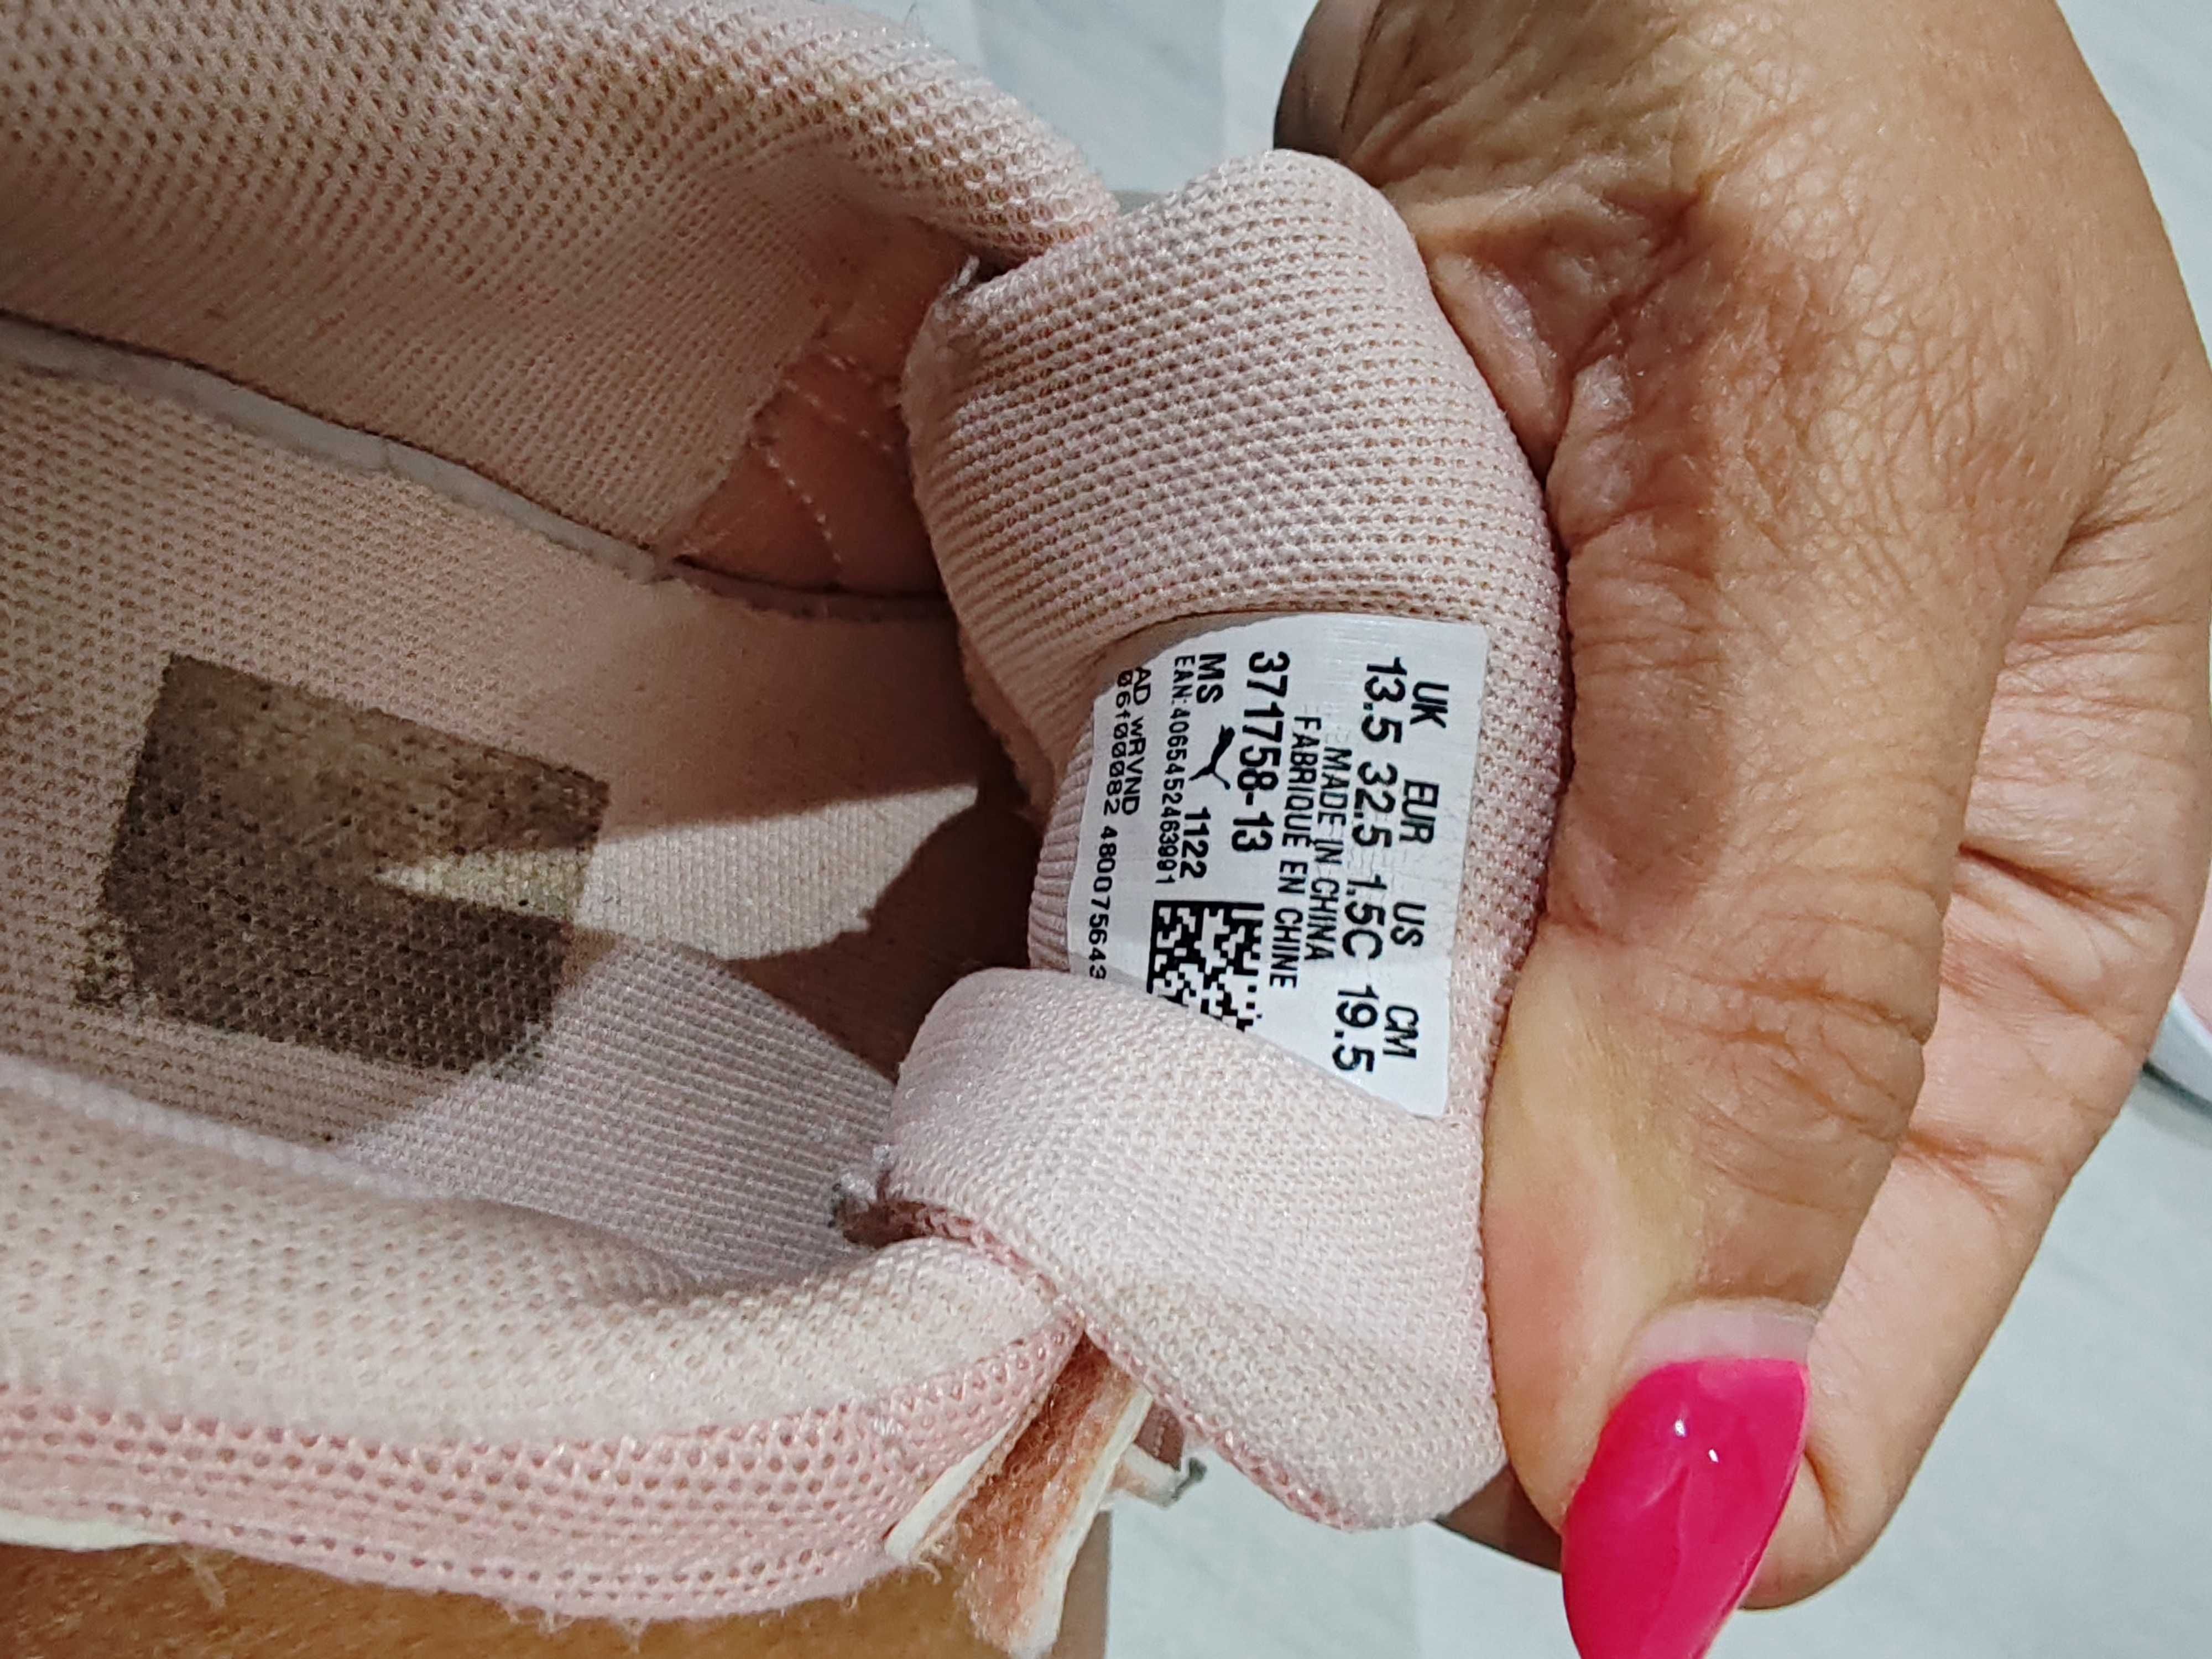 UK EUR US CM
13.5 32.5 1.5C 19.5
MADE IN CHINA
FABRIQUÉ EN CHINE
371758-13
MS 1122
EAN:4065452463991
AD wRVND
06f00082 480075643